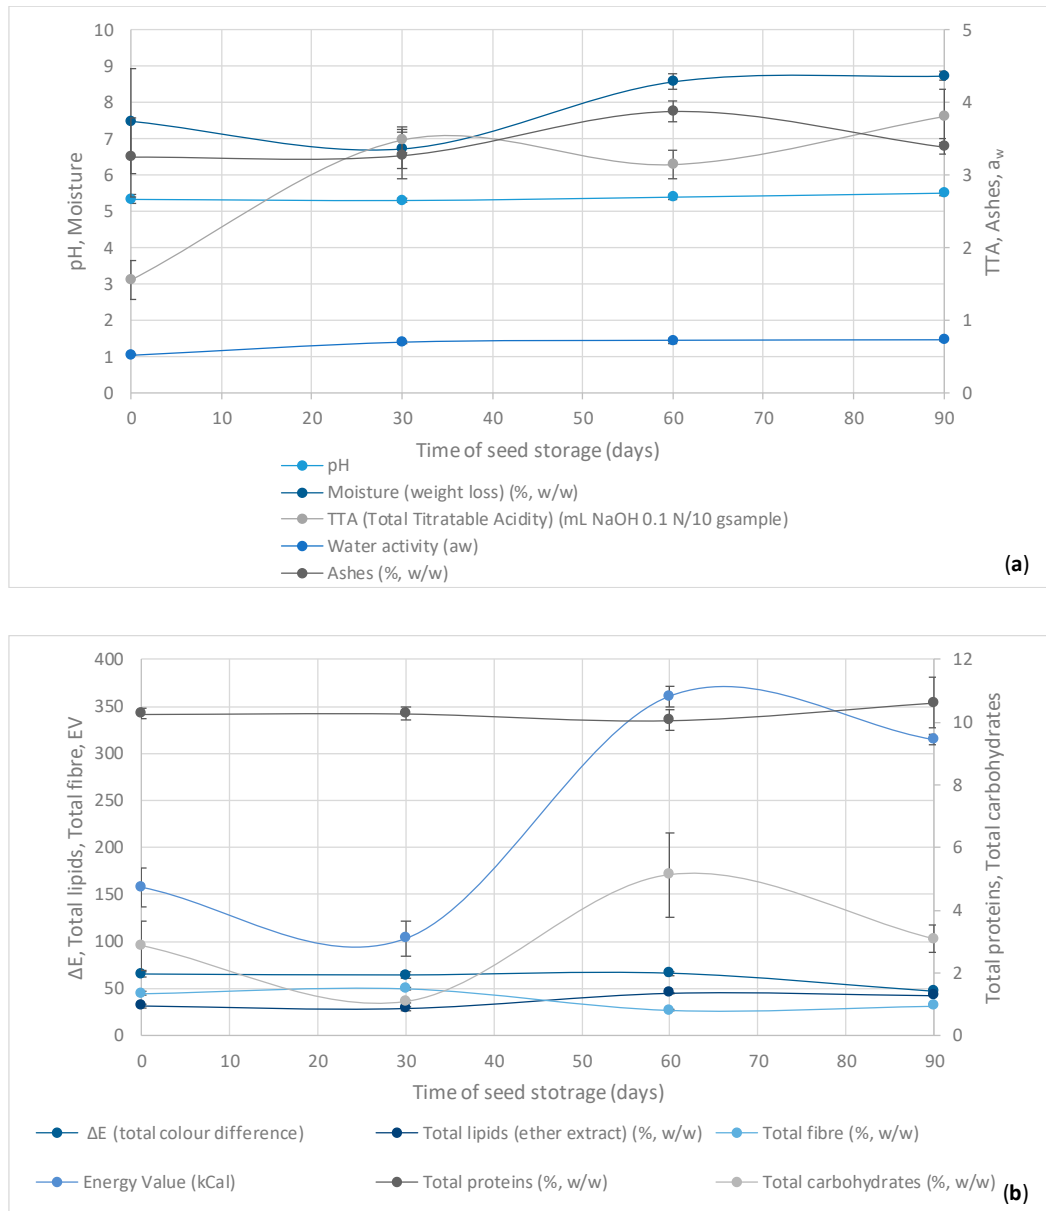 10 5
9
8 4
7
6 3
5
4 2
3
2 1
1
0 0
pH, Moisture
TTA, Ashes, aw
0 10 20 30 40 50 60 70 80 90
Time of seed storage (days)
pH
Moisture (weight loss) (%, w/w)
TTA (Total Titratable Acidity) (mL NaOH 0.1 N/10 gsample)
Water activity (aw)
Ashes (%, w/w)
(a)
400 12
350
300 10
250 8
200 6
150
100 4
50 2
0 0
ΔE, Total lipids, Total fibre, EV
Total proteins, Total carbohydrates
0 10 20 30 40 50 60 70 80 90
Time of seed stotrage (days)
ΔE (total colour difference) Total lipids (ether extract) (%, w/w) Total fibre (%, w/w)
Energy Value (kCal) Total proteins (%, w/w) Total carbohydrates (%, w/w)
(b)